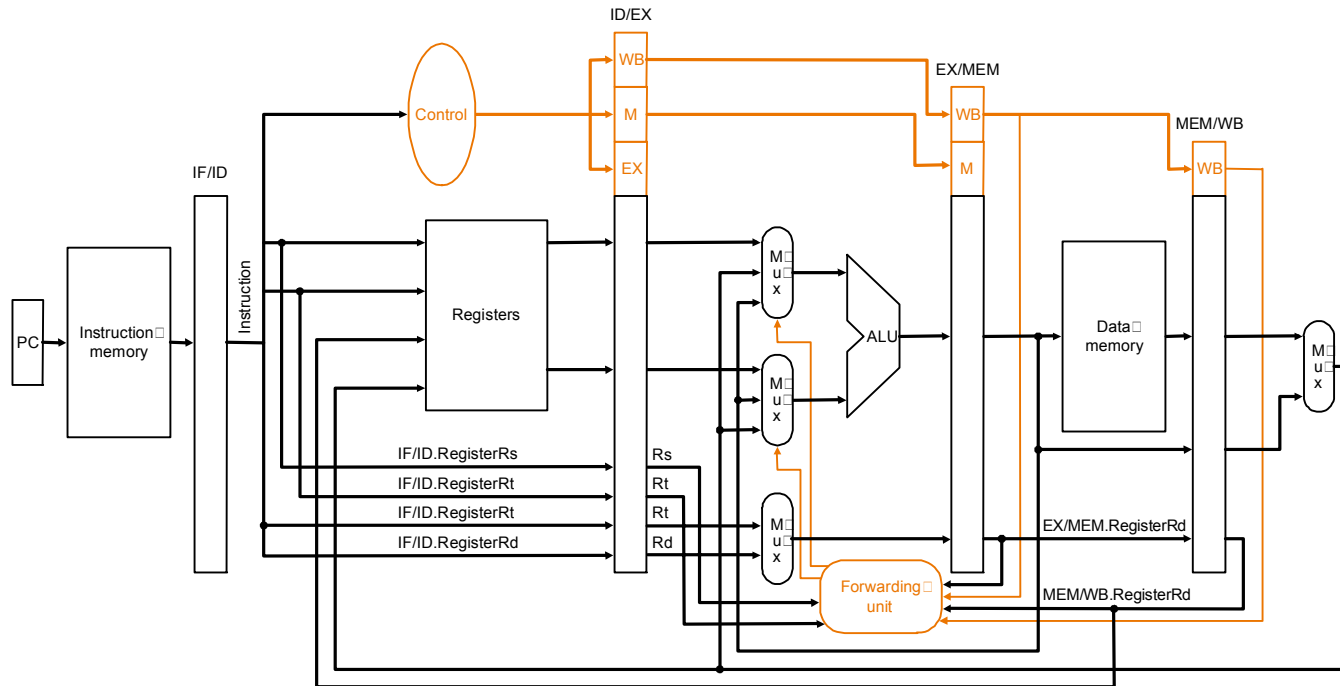 ID/EX
WB
EX/MEM
Control
M
WB
MEM/WB
IF/ID
EX
M
WB
Instruction
PC
Instruction
memory
Registers
M
u
x
M
u
x
ALU
Data
memory
M
u
x
IF/ID.RegisterRs
Rs
IF/ID.RegisterRt
Rt
IF/ID.RegisterRt
Rt
IF/ID.RegisterRd
Rd
M
u
x
EX/MEM.RegisterRd
Forwarding
unit
MEM/WB.RegisterRd